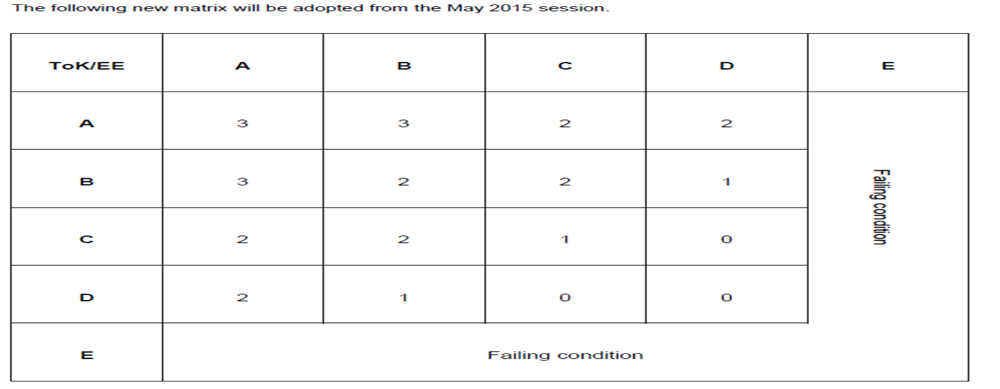 The following new matrix will be adopted from the May 2015 session.
ToK/EE A B C D E
A 3 3 2 2
B 3 2 2 1
Failing condition
C 2 2 1 0
D 2 1 0 0
E Failing condition